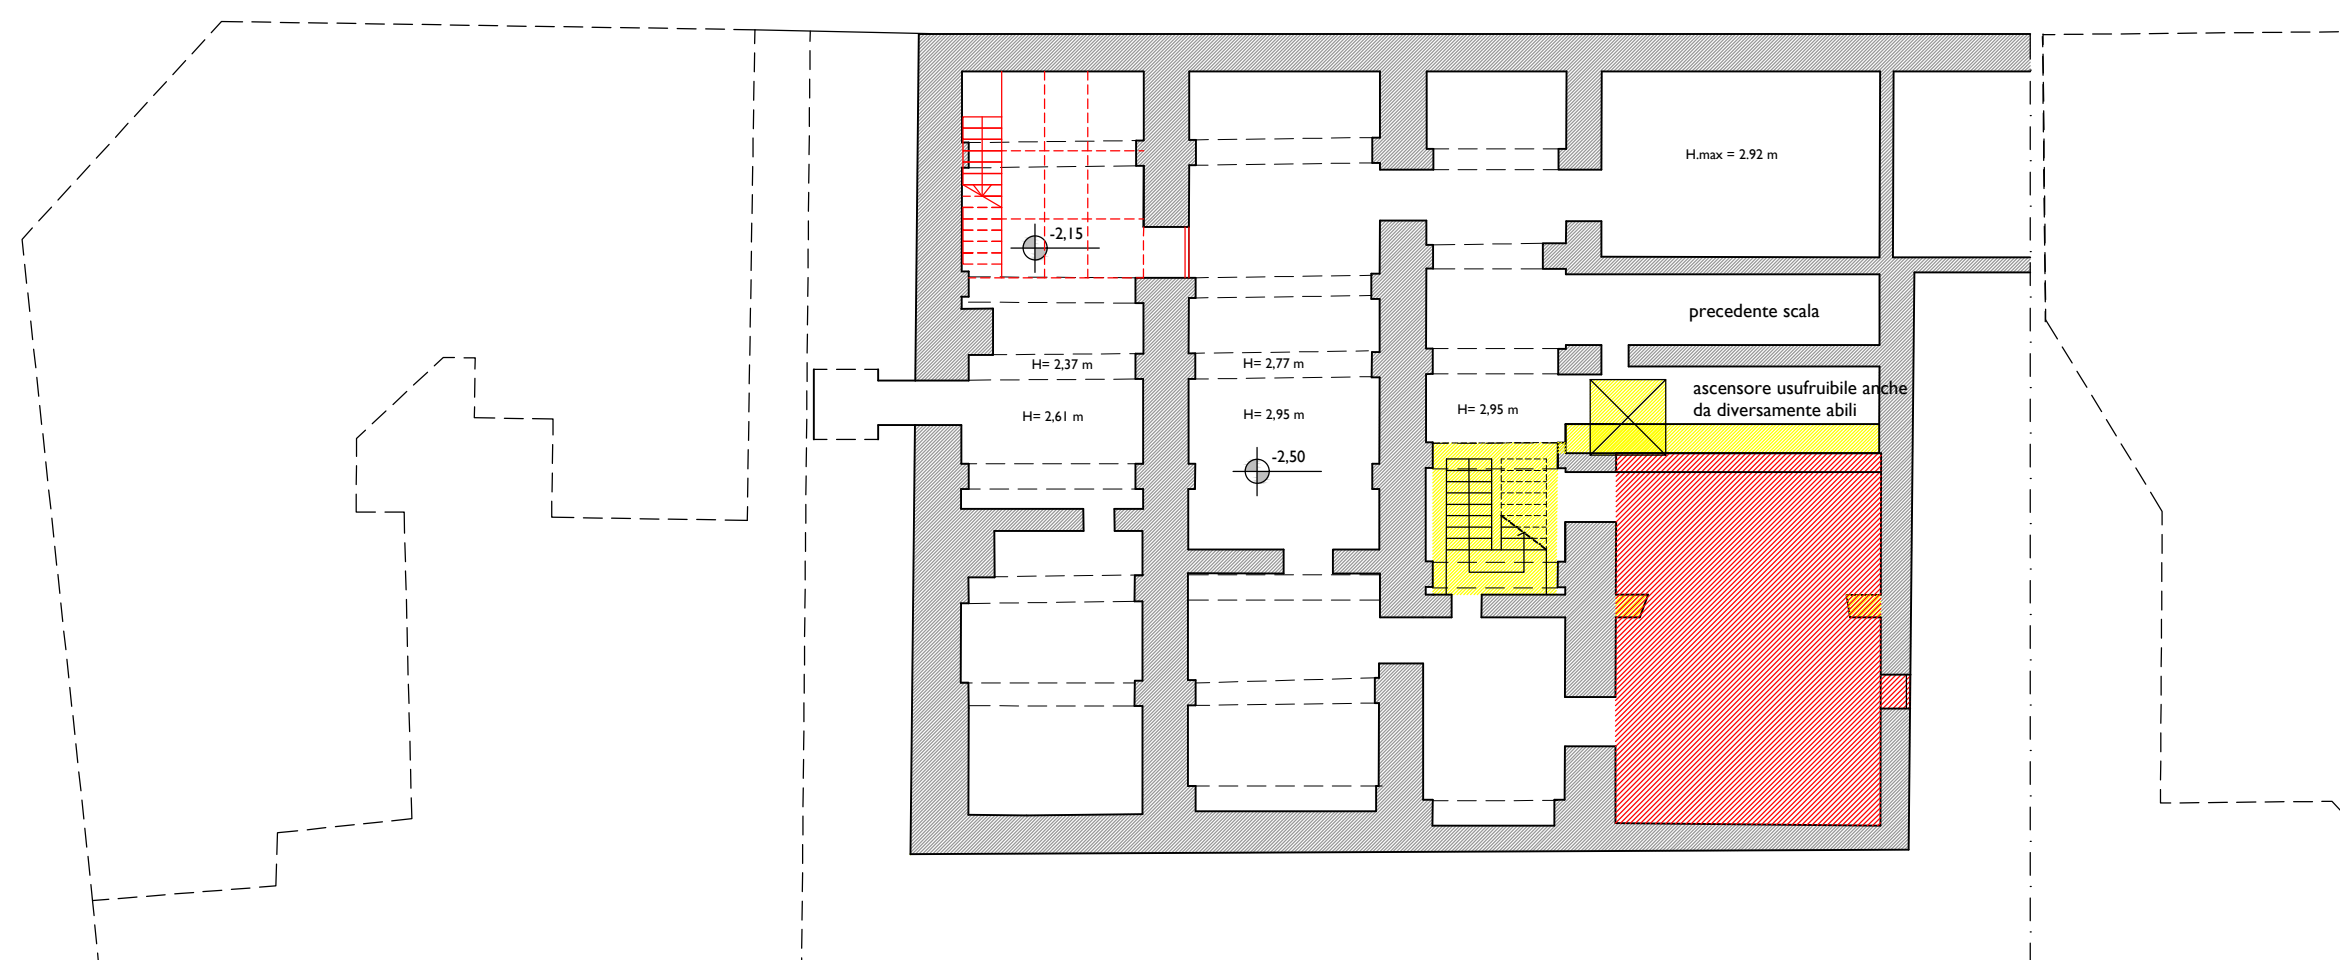 H.max = 2.92 m
-2,15
precedente scala
H= 2,37 m
H= 2,77 m
ascensore usufruibile anche
da diversamente abili
H= 2,61 m
H= 2,95 m
H= 2,95 m
-2,50